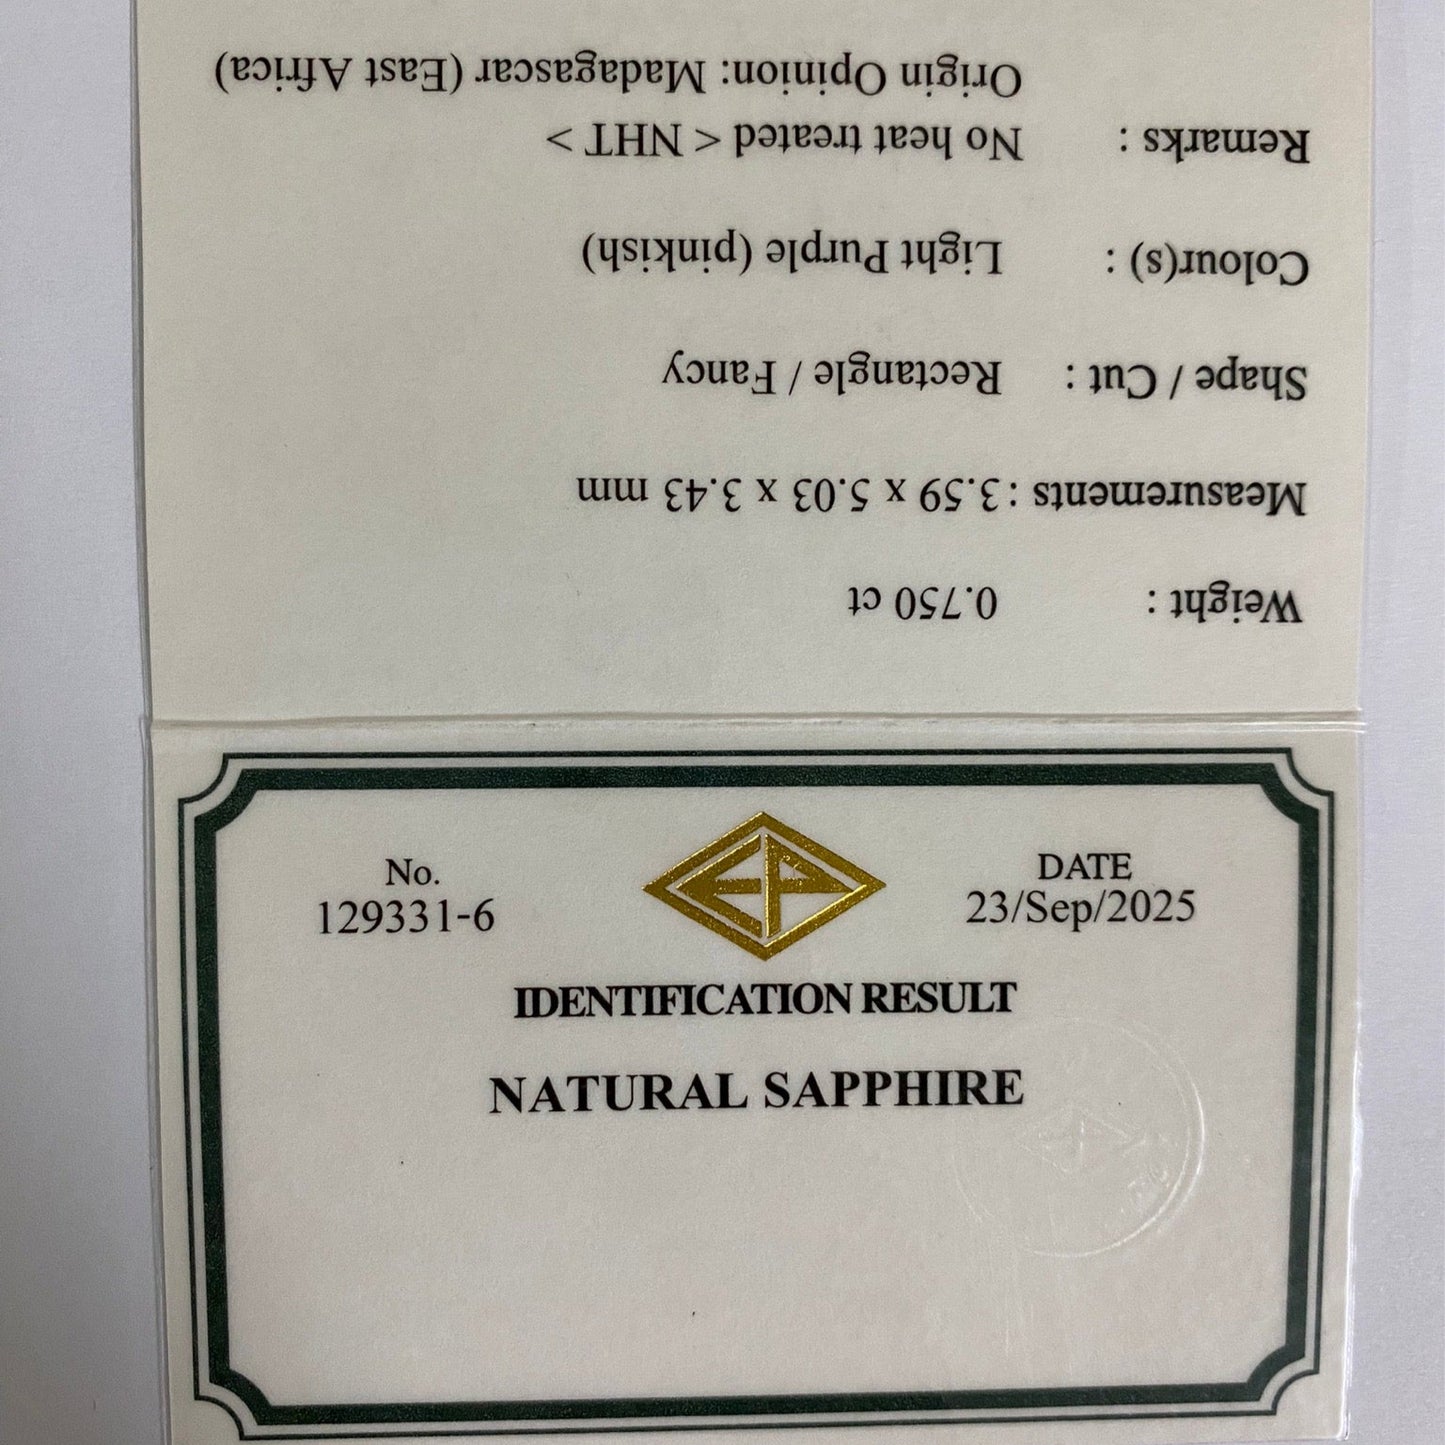 No.
129331-6
EP
DATE
23/Sep/2025
IDENTIFICATION RESULT
NATURAL SAPPHIRE
Weight : 0.750 ct
Measurements : 3.59 x 5.03 x 3.43 mm
Shape / Cut : Rectangle / Fancy
Colour(s) : Light Purple (pinkish)
Remarks : No heat treated < NHT >
Origin Opinion: Madagascar (East Africa)